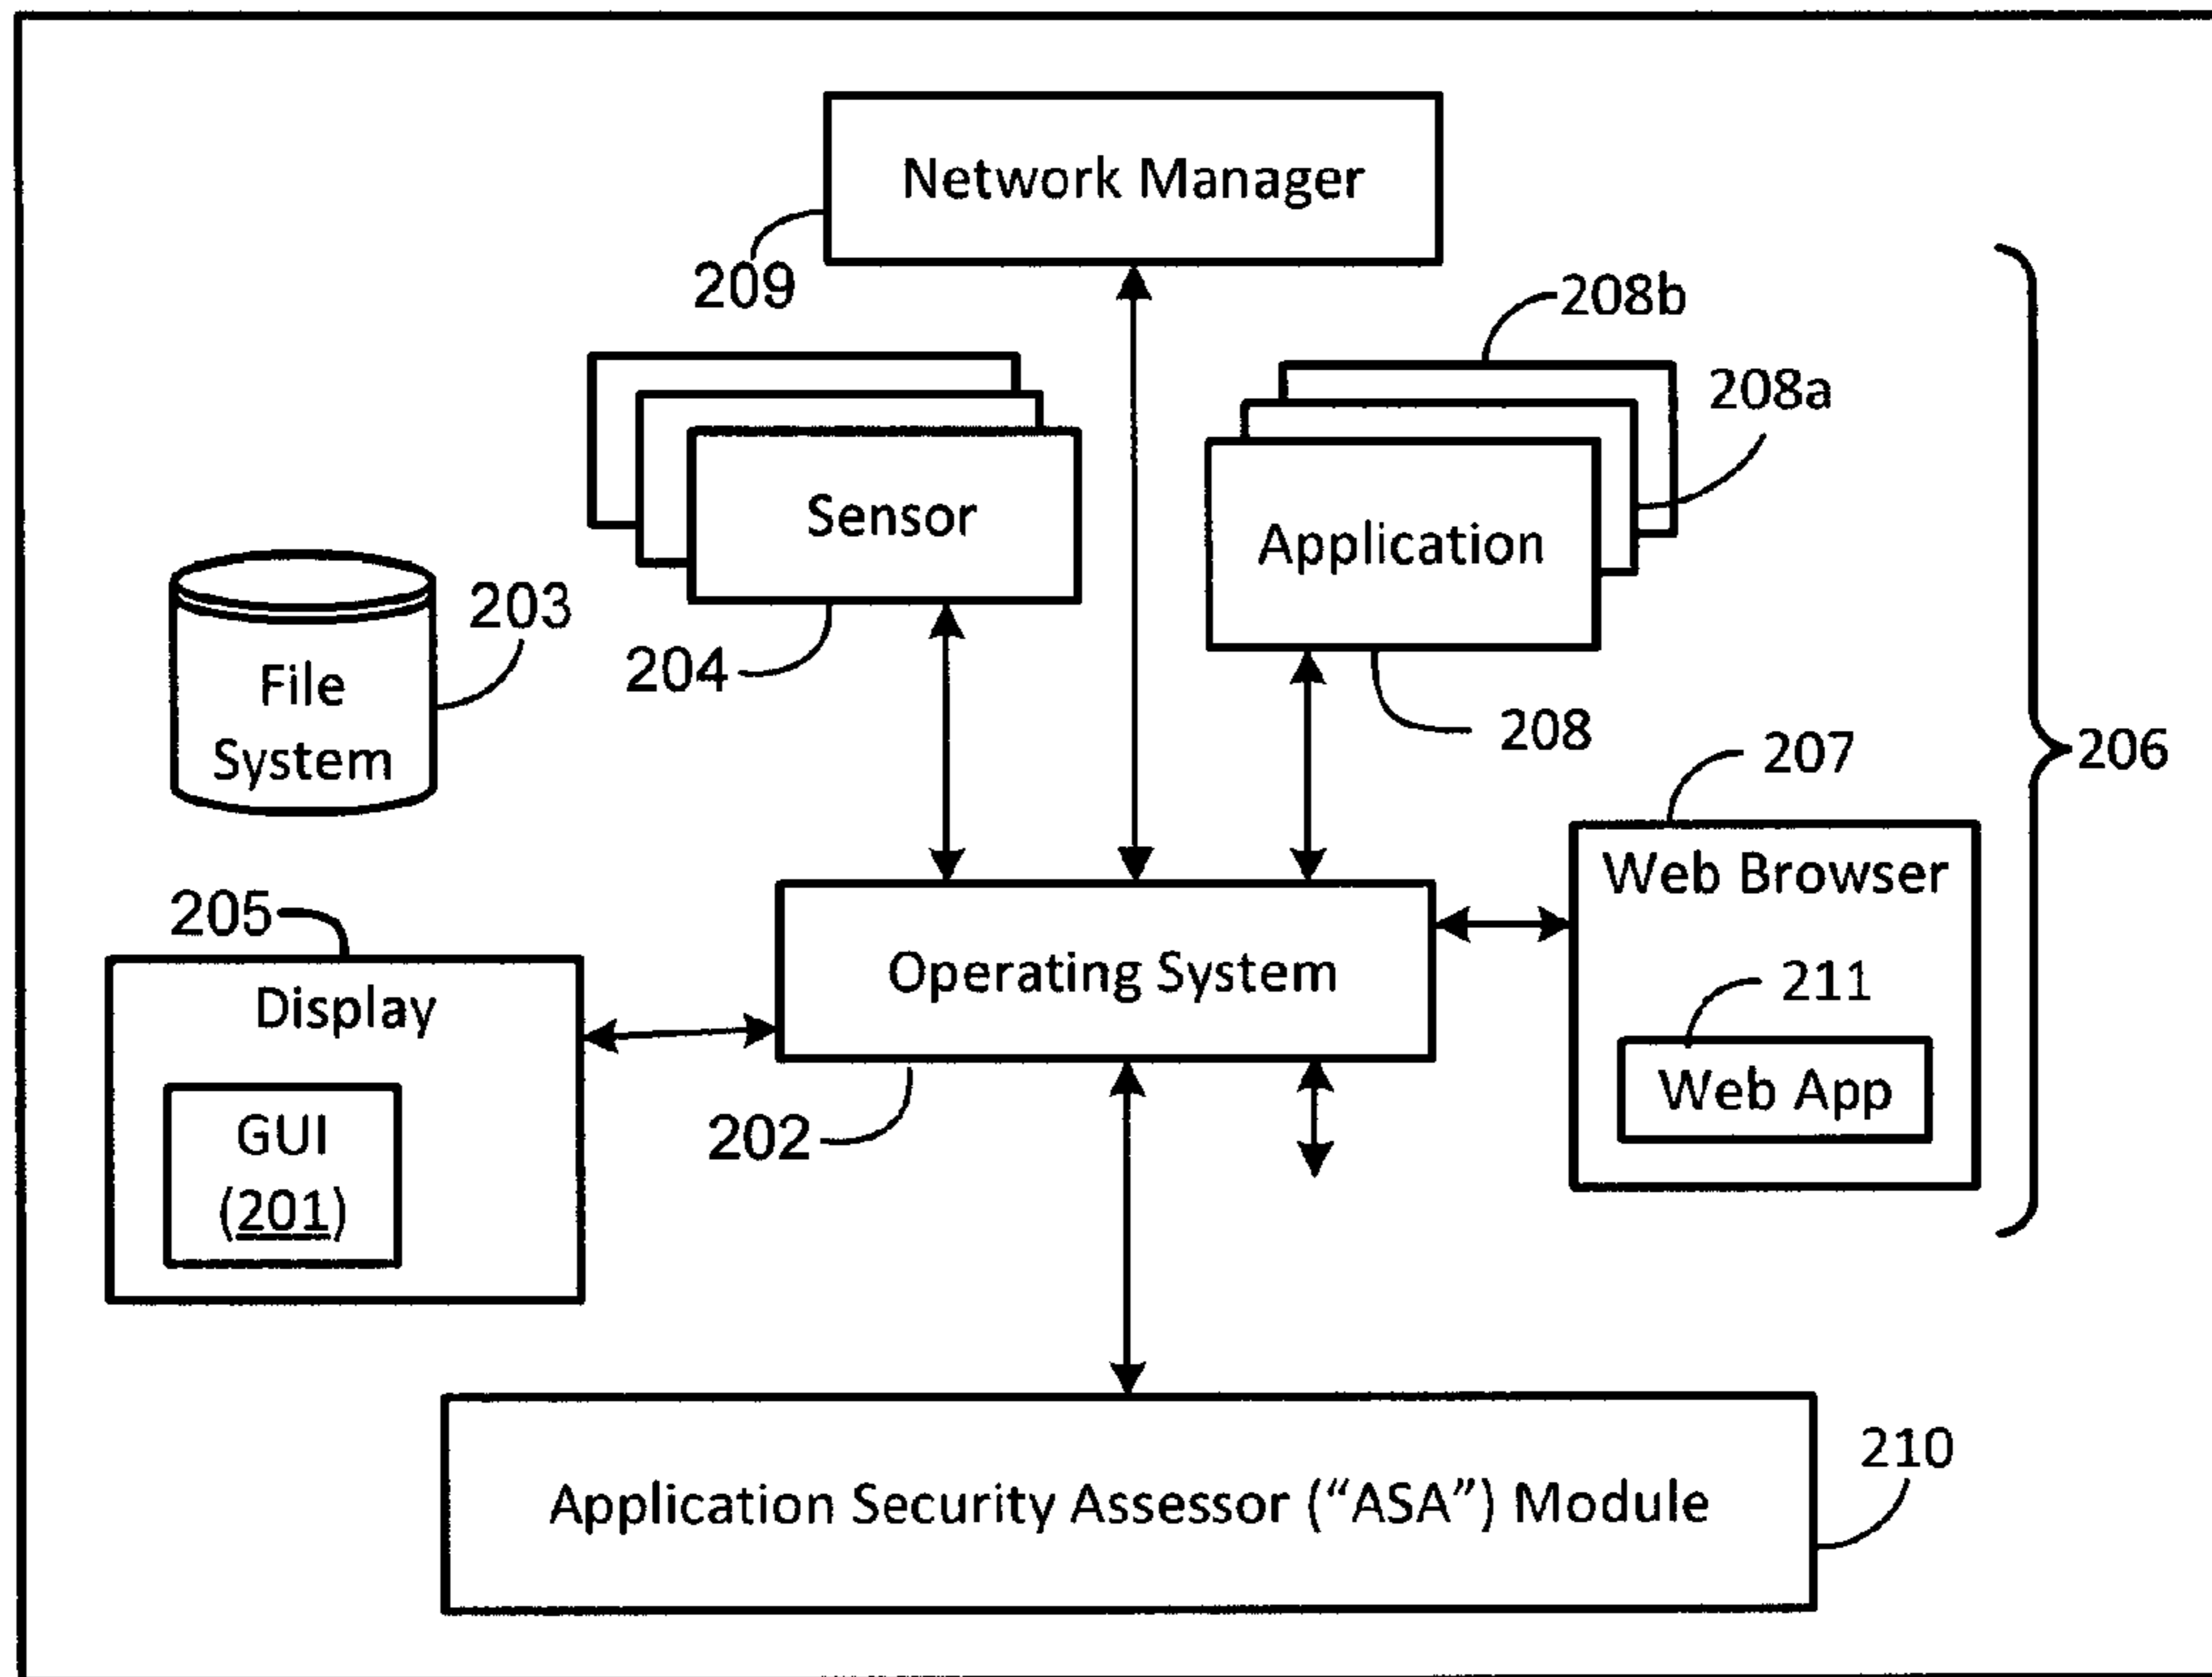 Network Manager
209
208b
208a
Sensor
Application
203
204
File
System
208
207
206
Web Browser
205
Operating System
211
Display
Web App
GUI
(201)
202
210
Application Security Assessor (“ASA”) Module